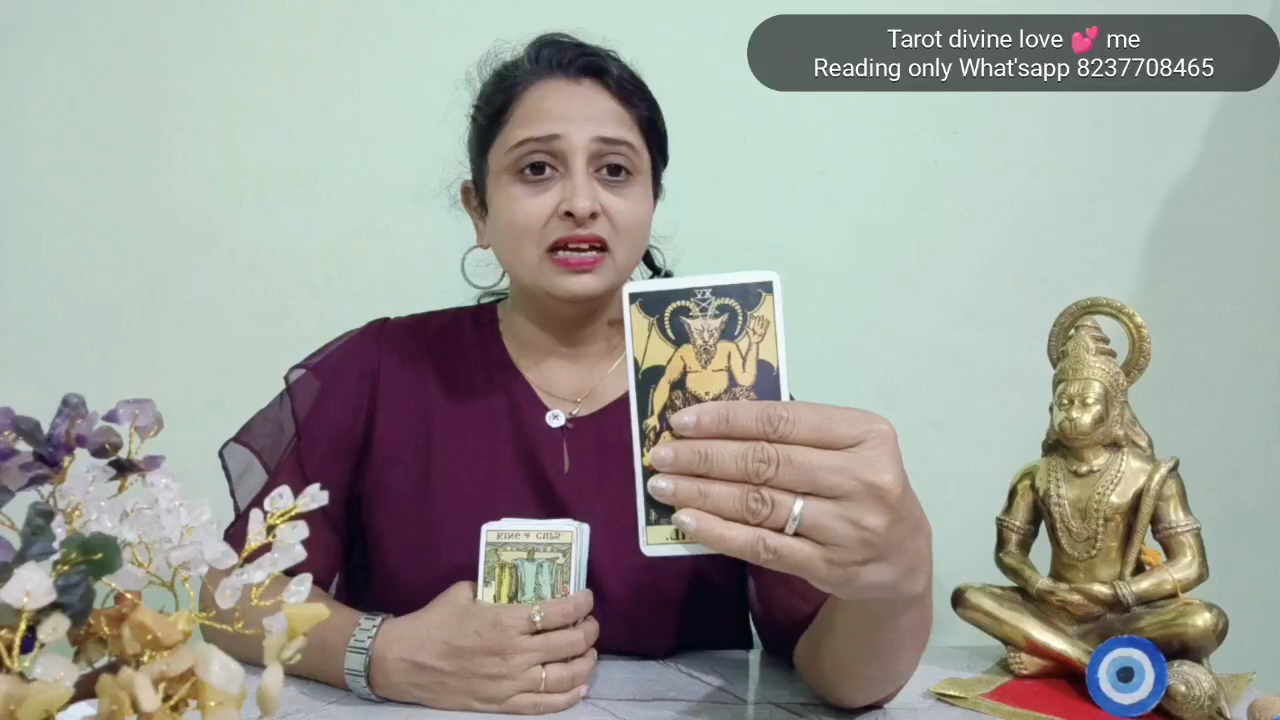 Tarot divine love 💕 me
Reading only What'sapp 8237708465
XV
KING of CUPS.